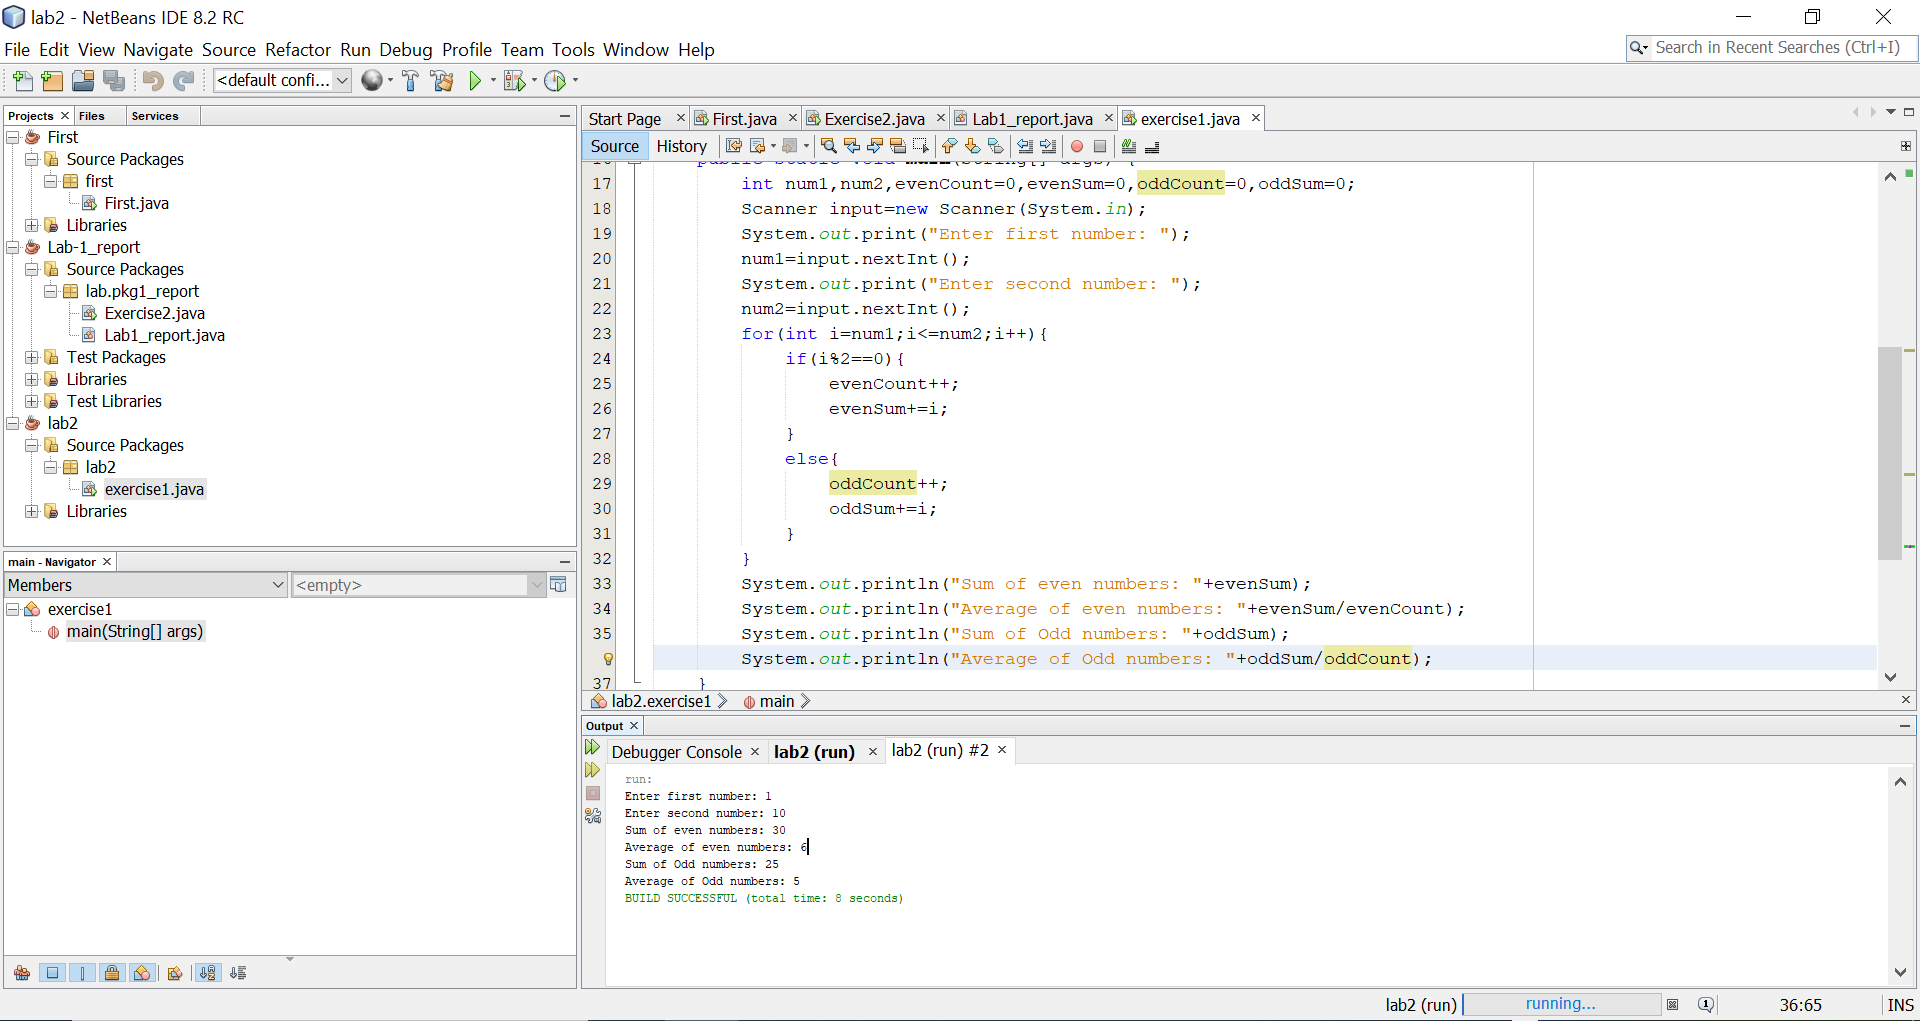 lab2 - NetBeans IDE 8.2 RC
File Edit View Navigate Source Refactor Run Debug Profile Team Tools Window Help
Search in Recent Searches (Ctrl+I)
<default confi...
Projects Files Services
First
Source Packages
first
First.java
Libraries
Lab-1_report
Source Packages
lab.pkg1_report
Exercise2.java
Lab1_report.java
Test Packages
Libraries
Test Libraries
lab2
Source Packages
lab2
exercise1.java
Libraries
main - Navigator
Members <empty>
exercise1
main(String[] args)
Start Page First.java Exercise2.java Lab1_report.java exercise1.java
Source History
public static void main(String[] args) {
17 int num1,num2,evenCount=0,evenSum=0,oddCount=0,oddSum=0;
18 Scanner input=new Scanner(System.in);
19 System.out.print("Enter first number: ");
20 num1=input.nextInt();
21 System.out.print("Enter second number: ");
22 num2=input.nextInt();
23 for(int i=num1;i<=num2;i++){
24 if(i%2==0){
25 evenCount++;
26 evenSum+=i;
27 }
28 else{
29 oddCount++;
30 oddSum+=i;
31 }
32 }
33 System.out.println("Sum of even numbers: "+evenSum);
34 System.out.println("Average of even numbers: "+evenSum/evenCount);
35 System.out.println("Sum of Odd numbers: "+oddSum);
System.out.println("Average of Odd numbers: "+oddSum/oddCount);
37 }
lab2.exercise1 main
Output
Debugger Console lab2 (run) lab2 (run) #2
run:
Enter first number: 1
Enter second number: 10
Sum of even numbers: 30
Average of even numbers: 6
Sum of Odd numbers: 25
Average of Odd numbers: 5
BUILD SUCCESSFUL (total time: 8 seconds)
lab2 (run) running... 36:65 INS